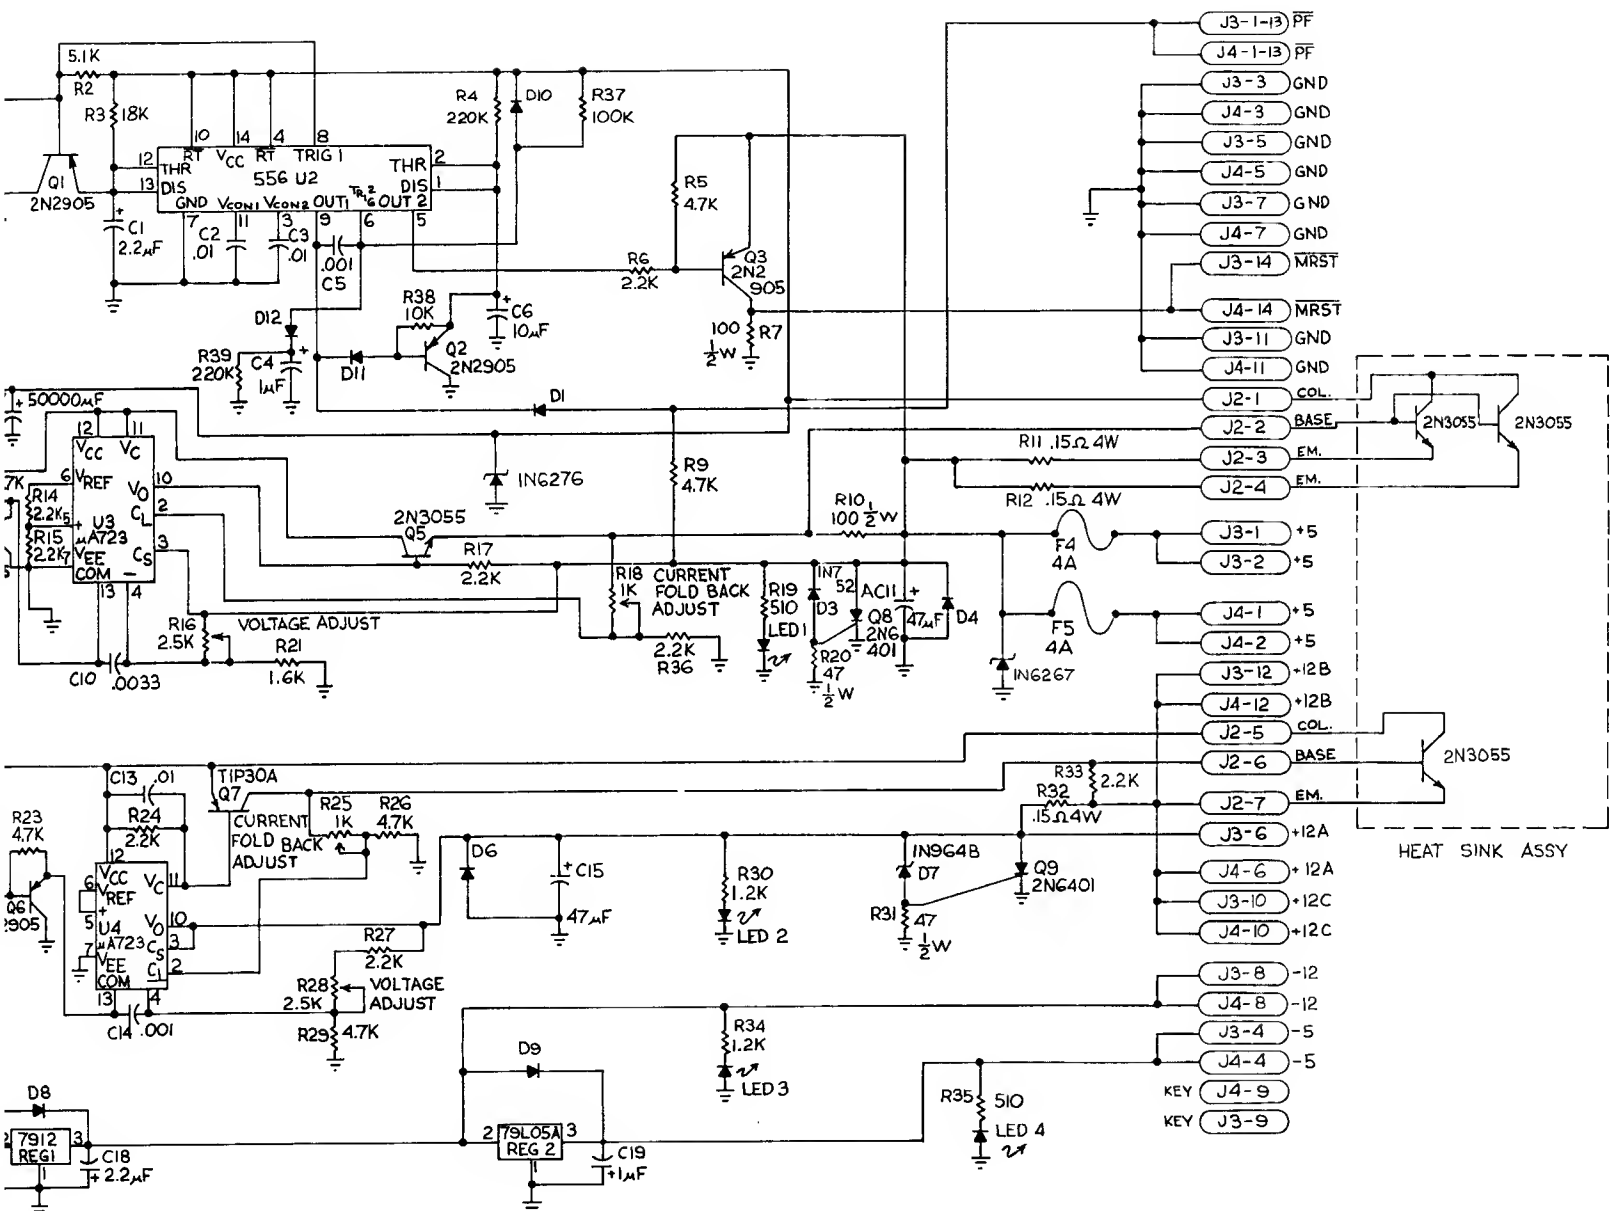 5.1K
R2
R3
18K
10
14
4
8
RT
VCC
RT
TRIG 1
12
THR
13
DIS
556 U2
THR
2
DIS
1
GND
VCON1
VCON2
OUT1
TRIG 2
OUT 2
7
11
3
9
6
5
Q1
2N2905
+
C1
2.2µF
C2
.01
C3
.01
.001
C5
R4
220K
D10
R37
100K
R5
4.7K
R6
2.2K
Q3
2N2
905
100
½W
R7
D12
R38
10K
+
C6
10µF
R39
220K
C4
+
1µF
D11
Q2
2N2905
D1
+
50000µF
12
11
VCC
VC
6
VREF
10
VO
2
CL
3
CS
7K
R14
2.2K
5
+
U3
µA723
R15
2.2K
7
VEE
COM
−
13
4
1N6276
2N3055
Q5
R17
2.2K
R9
4.7K
R10
100 ½W
R18
1K
CURRENT
FOLD BACK
ADJUST
2.2K
R36
R16
2.5K
VOLTAGE ADJUST
R21
1.6K
C10
.0033
R19
510
LED1
1N7
52
D3
R20
47
½W
AC11
+
47µF
Q8
2N6
401
D4
R11 .15Ω 4W
R12 .15Ω 4W
F4
4A
F5
4A
1N6267
J3-1-13 PF
J4-1-13 PF
J3-3 GND
J4-3 GND
J3-5 GND
J4-5 GND
J3-7 GND
J4-7 GND
J3-14 MRST
J4-14 MRST
J3-11 GND
J4-11 GND
J2-1 COL.
J2-2 BASE
J2-3 EM.
J2-4 EM.
J3-1 +5
J3-2 +5
J4-1 +5
J4-2 +5
J3-12 +12B
J4-12 +12B
J2-5 COL.
J2-6 BASE
J2-7 EM.
J3-6 +12A
J4-6 +12A
J3-10 +12C
J4-10 +12C
J3-8 -12
J4-8 -12
J3-4 -5
J4-4 -5
KEY J4-9
KEY J3-9
2N3055
2N3055
2N3055
HEAT SINK ASSY
C13 .01
TIP30A
Q7
R23
4.7K
R24
2.2K
R25
1K
R26
4.7K
CURRENT
FOLD BACK
ADJUST
12
VCC
VC
11
6
VREF
+
5
U4
VO
10
µA723
CS
3
7
VEE
CL
2
COM
13
4
Q6
2905
C14 .001
R27
2.2K
R28
2.5K
VOLTAGE
ADJUST
R29
4.7K
D6
+
C15
47µF
R30
1.2K
LED 2
1N964B
D7
R31
47
½W
Q9
2N6401
R33
2.2K
R32
.15Ω4W
R34
1.2K
LED 3
D9
D8
2
7912
REG1
3
1
C18
+
2.2µF
2
79L05A
REG 2
3
1
C19
+
1µF
R35
510
LED 4